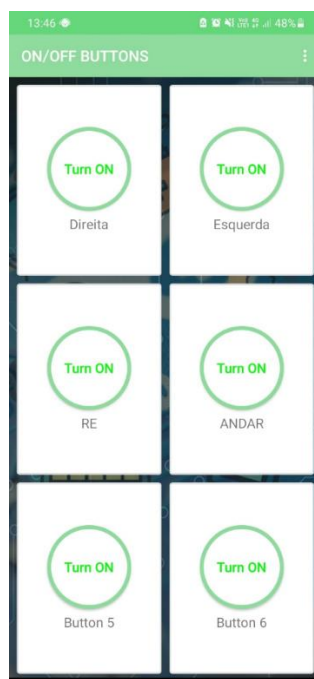 13:46 48%
ON/OFF BUTTONS
Turn ON Turn ON
Direita Esquerda
Turn ON Turn ON
RE ANDAR
Turn ON Turn ON
Button 5 Button 6